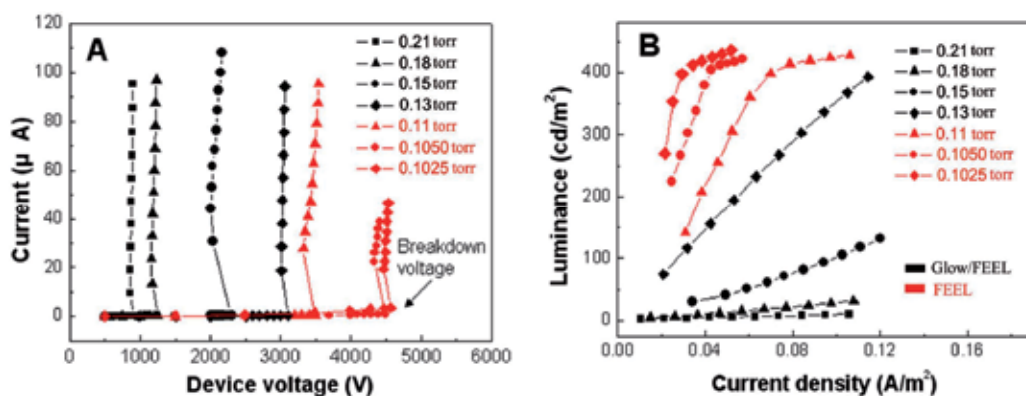 A
120
100
80
60
40
20
0
Current (μ A)
0 1000 2000 3000 4000 5000 6000
Device voltage (V)
0.21 torr
0.18 torr
0.15 torr
0.13 torr
0.11 torr
0.1050 torr
0.1025 torr
Breakdown
voltage
B
400
300
200
100
0
Luminance (cd/m²)
0.00 0.04 0.08 0.12 0.16
Current density (A/m²)
0.21 torr
0.18 torr
0.15 torr
0.13 torr
0.11 torr
0.1050 torr
0.1025 torr
Glow/FEEL
FEEL